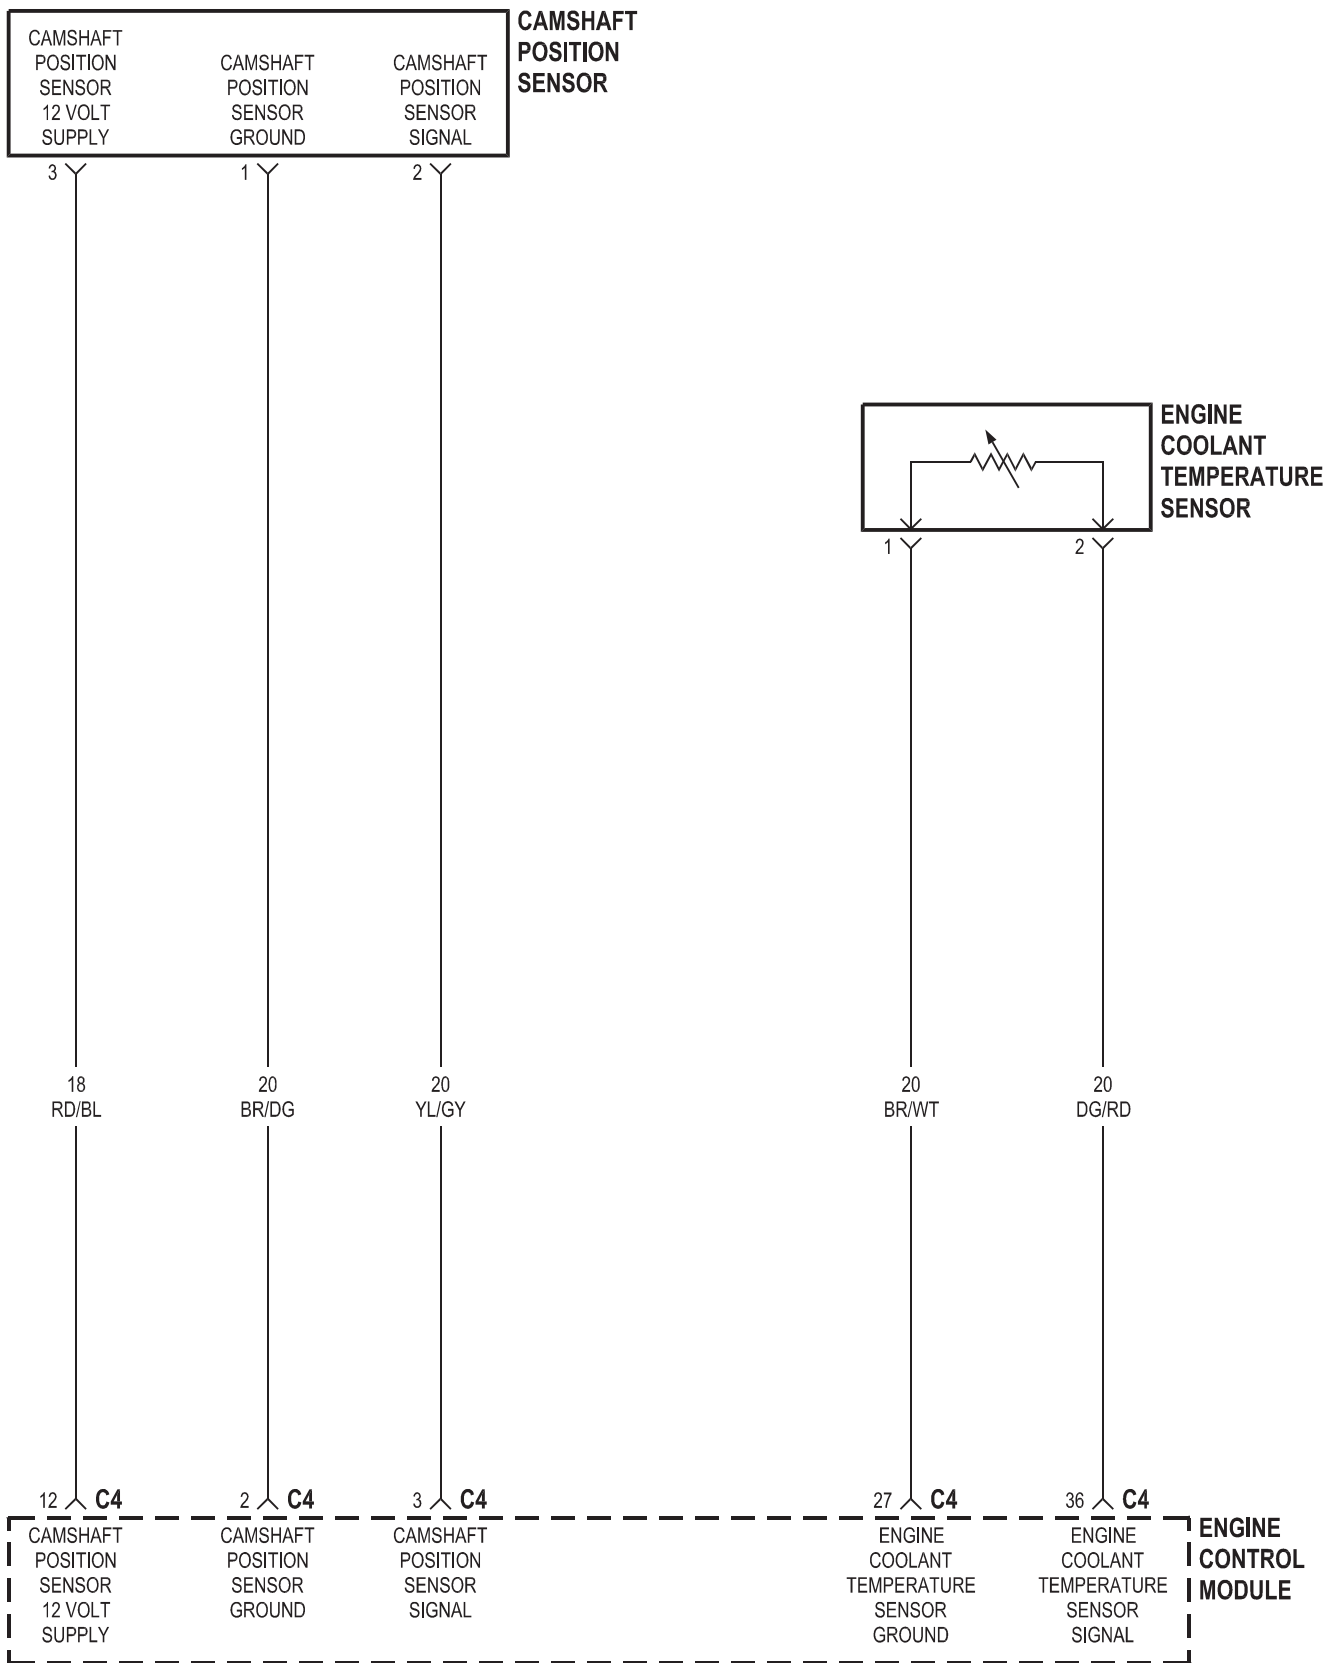 CAMSHAFT
POSITION
SENSOR
12 VOLT
SUPPLY
CAMSHAFT
POSITION
SENSOR
GROUND
CAMSHAFT
POSITION
SENSOR
SIGNAL
CAMSHAFT
POSITION
SENSOR
3
1
2
ENGINE
COOLANT
TEMPERATURE
SENSOR
1
2
18
RD/BL
20
BR/DG
20
YL/GY
20
BR/WT
20
DG/RD
12 C4
2 C4
3 C4
27 C4
36 C4
CAMSHAFT
POSITION
SENSOR
12 VOLT
SUPPLY
CAMSHAFT
POSITION
SENSOR
GROUND
CAMSHAFT
POSITION
SENSOR
SIGNAL
ENGINE
COOLANT
TEMPERATURE
SENSOR
GROUND
ENGINE
COOLANT
TEMPERATURE
SENSOR
SIGNAL
ENGINE
CONTROL
MODULE